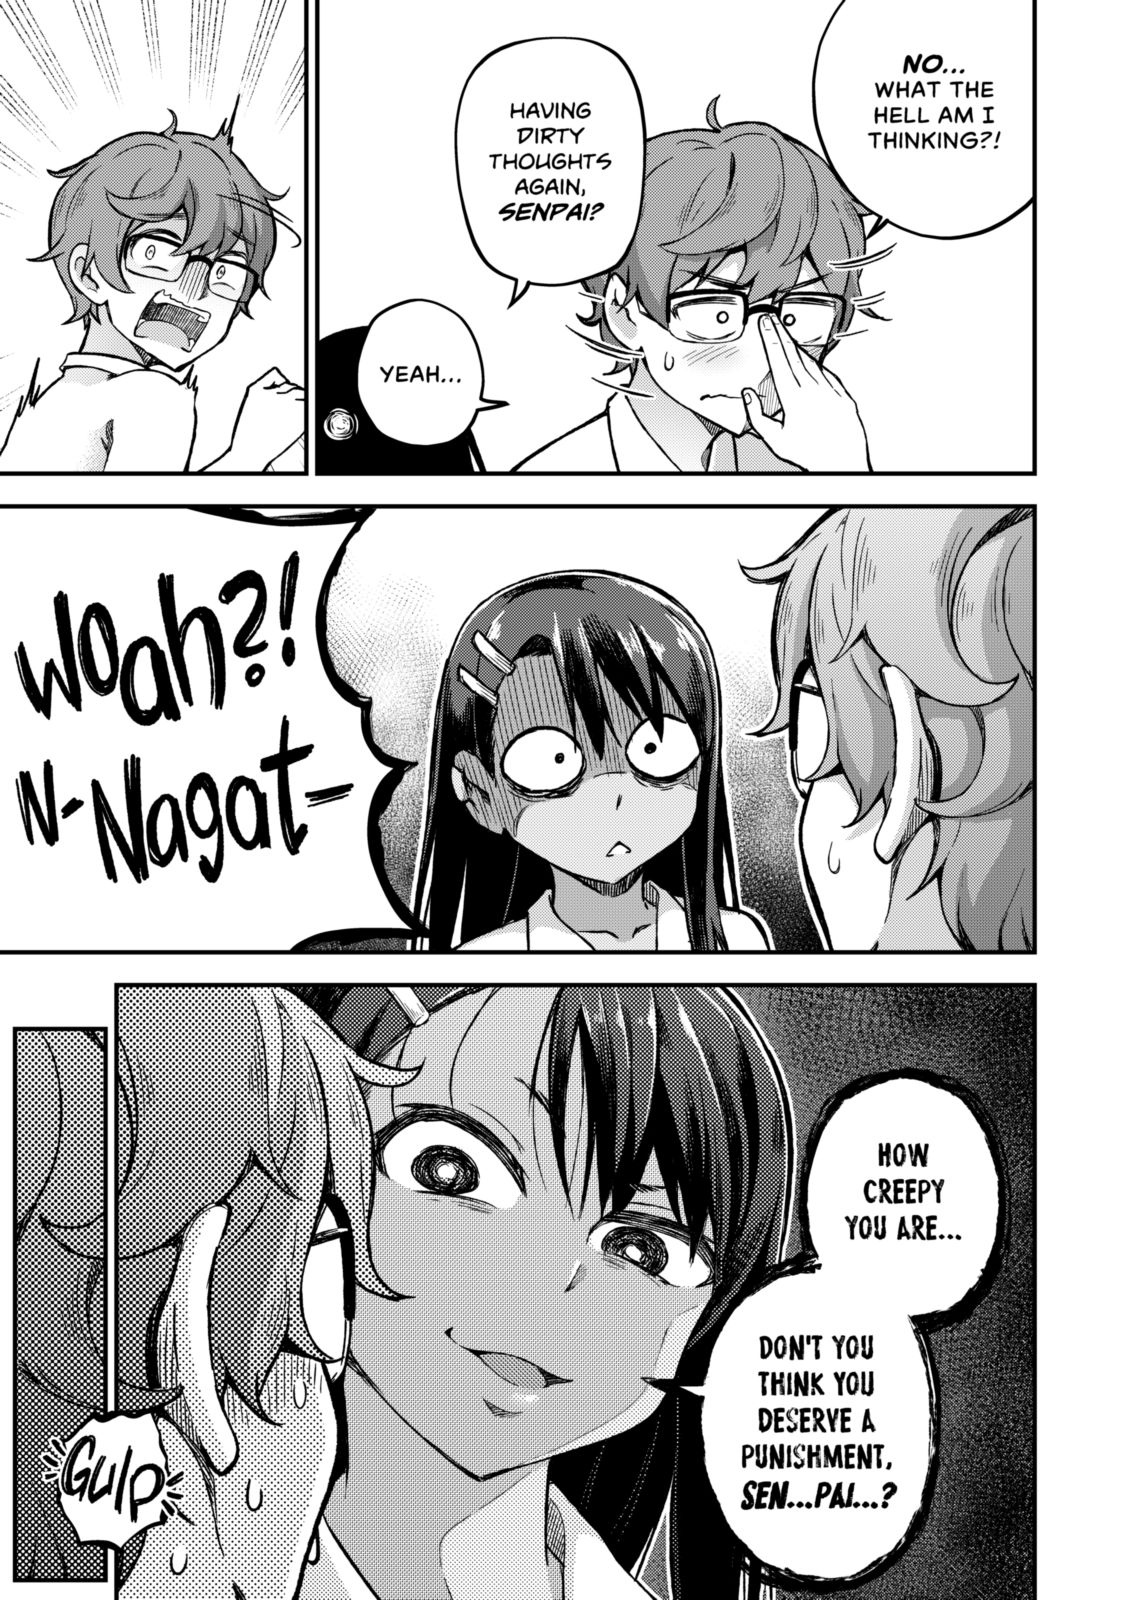 NO...
WHAT THE
HELL AM I
THINKING?!
HAVING
DIRTY
THOUGHTS
AGAIN,
SENPAI?
YEAH...
WOAH?!
N-NAGAT-
HOW
CREEPY
YOU ARE...
DON'T YOU
THINK YOU
DESERVE A
PUNISHMENT,
SEN...PAI...?
GULP